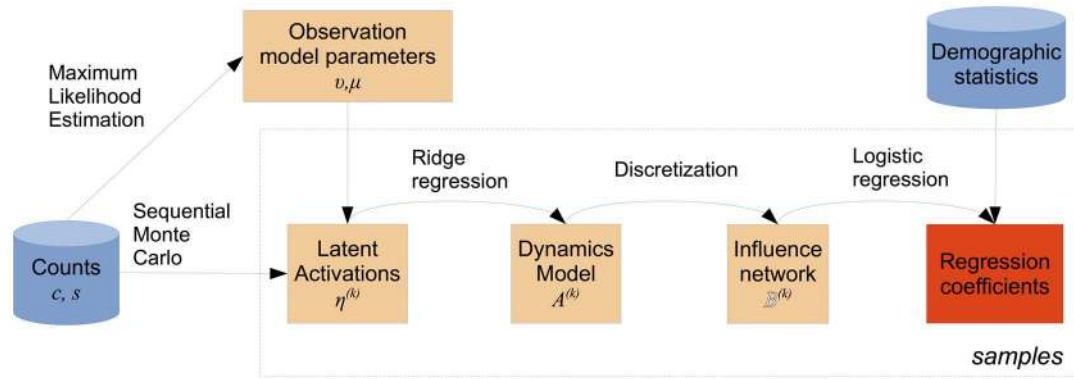 Observation
model parameters
υ,μ
Demographic
statistics
Maximum
Likelihood
Estimation
Ridge
regression
Discretization
Logistic
regression
Sequential
Monte
Carlo
Counts
c, s
Latent
Activations
η^(k)
Dynamics
Model
A^(k)
Influence
network
𝔹^(k)
Regression
coefficients
samples